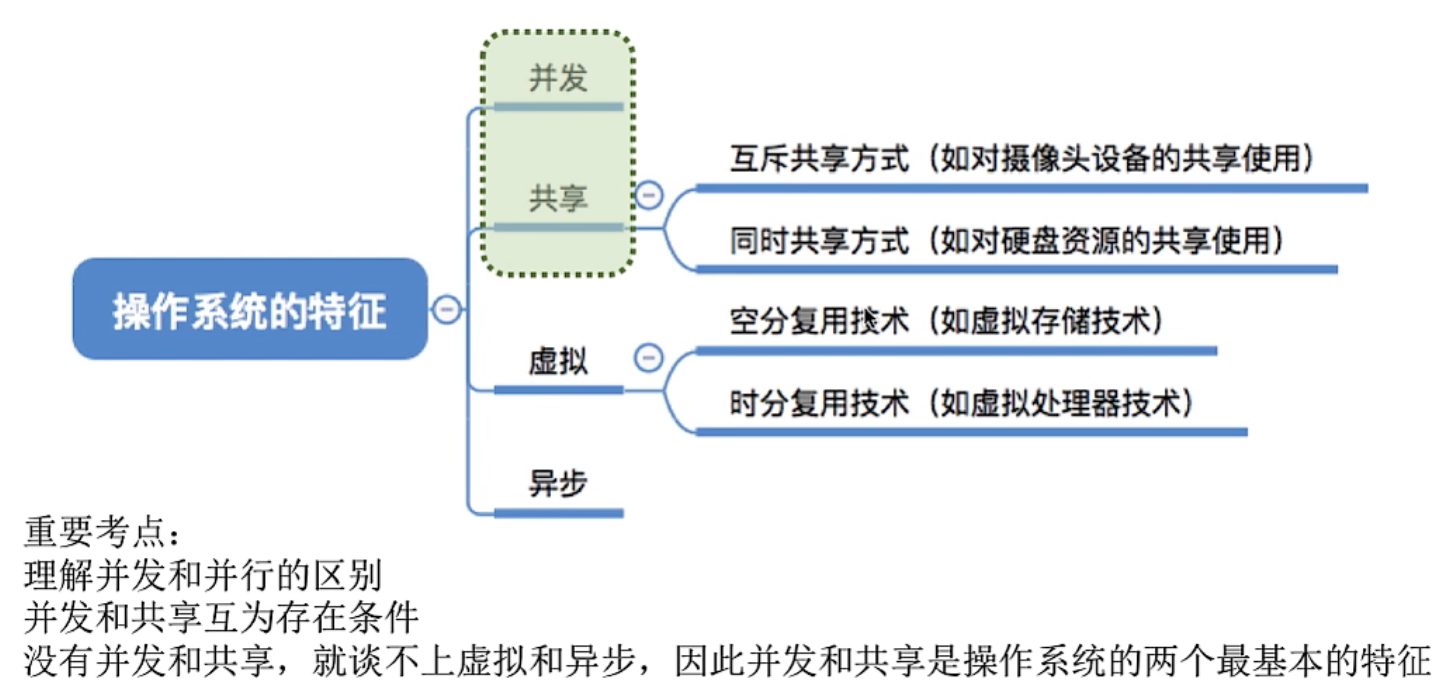 并发
共享
互斥共享方式（如对摄像头设备的共享使用）
同时共享方式（如对硬盘资源的共享使用）
操作系统的特征
虚拟
空分复用技术（如虚拟存储技术）
时分复用技术（如虚拟处理器技术）
异步
重要考点：
理解并发和并行的区别
并发和共享互为存在条件
没有并发和共享，就谈不上虚拟和异步，因此并发和共享是操作系统的两个最基本的特征